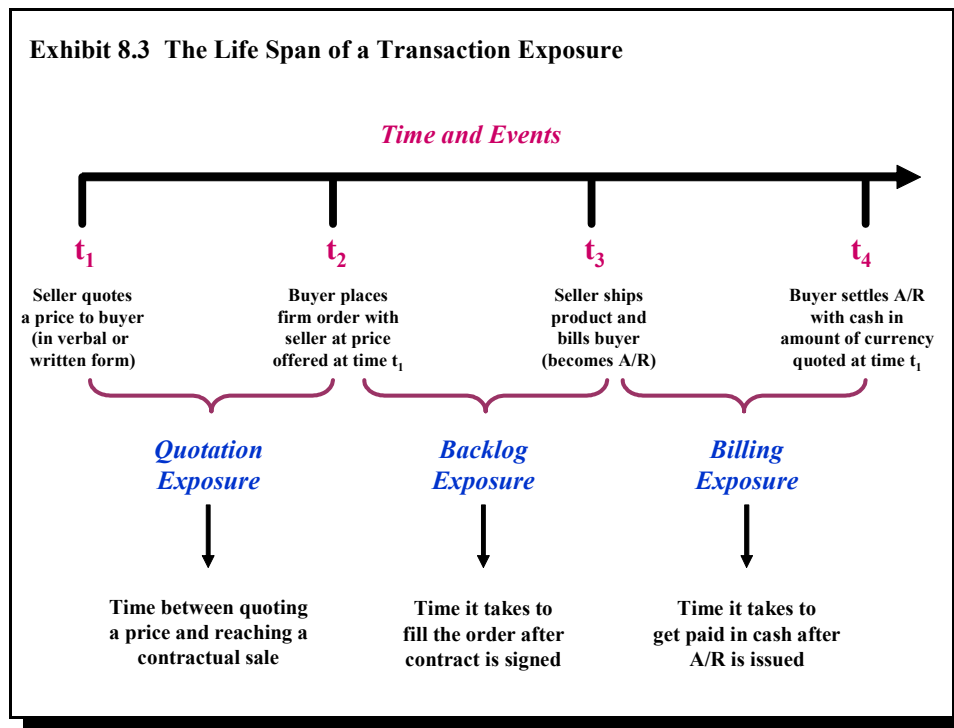 Exhibit 8.3 The Life Span of a Transaction Exposure
Time and Events
t1
t2
t3
t4
Seller quotes
a price to buyer
(in verbal or
written form)
Buyer places
firm order with
seller at price
offered at time t1
Seller ships
product and
bills buyer
(becomes A/R)
Buyer settles A/R
with cash in
amount of currency
quoted at time t1
Quotation
Exposure
Backlog
Exposure
Billing
Exposure
Time between quoting
a price and reaching a
contractual sale
Time it takes to
fill the order after
contract is signed
Time it takes to
get paid in cash after
A/R is issued